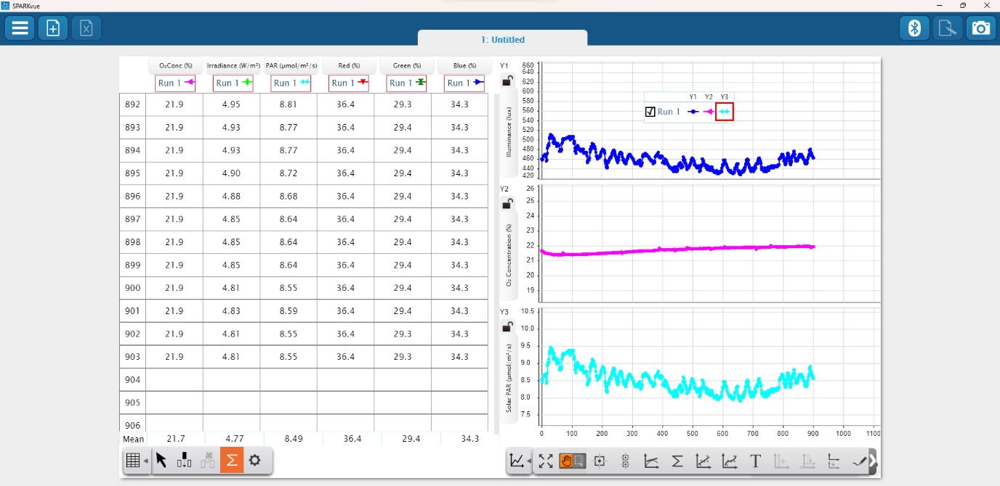 SPARKvue
1: Untitled
O₂Conc (%) Irradiance (W/m²) PAR (µmol/m²/s) Red (%) Green (%) Blue (%)
Run 1 Run 1 Run 1 Run 1 Run 1 Run 1
892 21.9 4.95 8.81 36.4 29.3 34.3
893 21.9 4.93 8.77 36.4 29.4 34.3
894 21.9 4.93 8.77 36.4 29.4 34.3
895 21.9 4.90 8.72 36.4 29.4 34.3
896 21.9 4.88 8.68 36.4 29.4 34.3
897 21.9 4.85 8.64 36.4 29.4 34.3
898 21.9 4.85 8.64 36.4 29.4 34.3
899 21.9 4.85 8.64 36.4 29.4 34.3
900 21.9 4.81 8.55 36.4 29.4 34.3
901 21.9 4.83 8.59 36.4 29.4 34.3
902 21.9 4.81 8.55 36.4 29.3 34.3
903 21.9 4.81 8.55 36.4 29.3 34.3
904
905
906
Mean 21.7 4.77 8.49 36.4 29.4 34.3
Y1
Illuminance (lux)
660
640
620
600
580
560
540
520
500
480
460
440
420
Y1 Y2 Y3
Run 1
Y2
O₂ Concentration (%)
26
25
24
23
22
21
20
19
Y3
Solar PAR (µmol/m²/s)
10.5
10.0
9.5
9.0
8.5
8.0
7.5
0 100 200 300 400 500 600 700 800 900 1000 1100